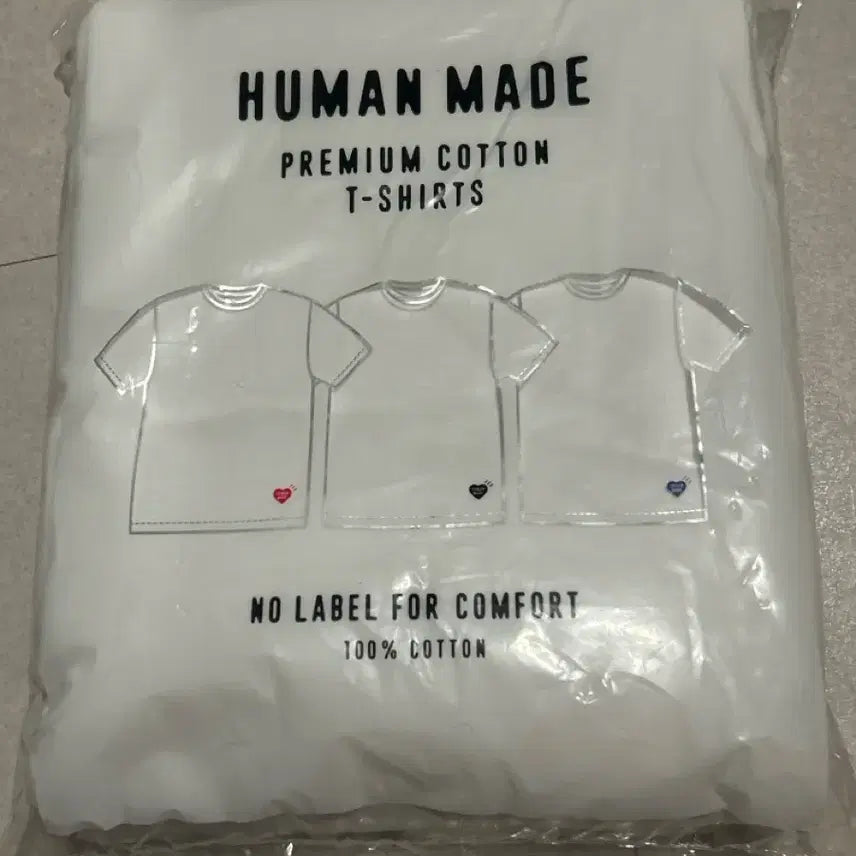 HUMAN MADE
PREMIUM COTTON
T-SHIRTS
NO LABEL FOR COMFORT
100% COTTON